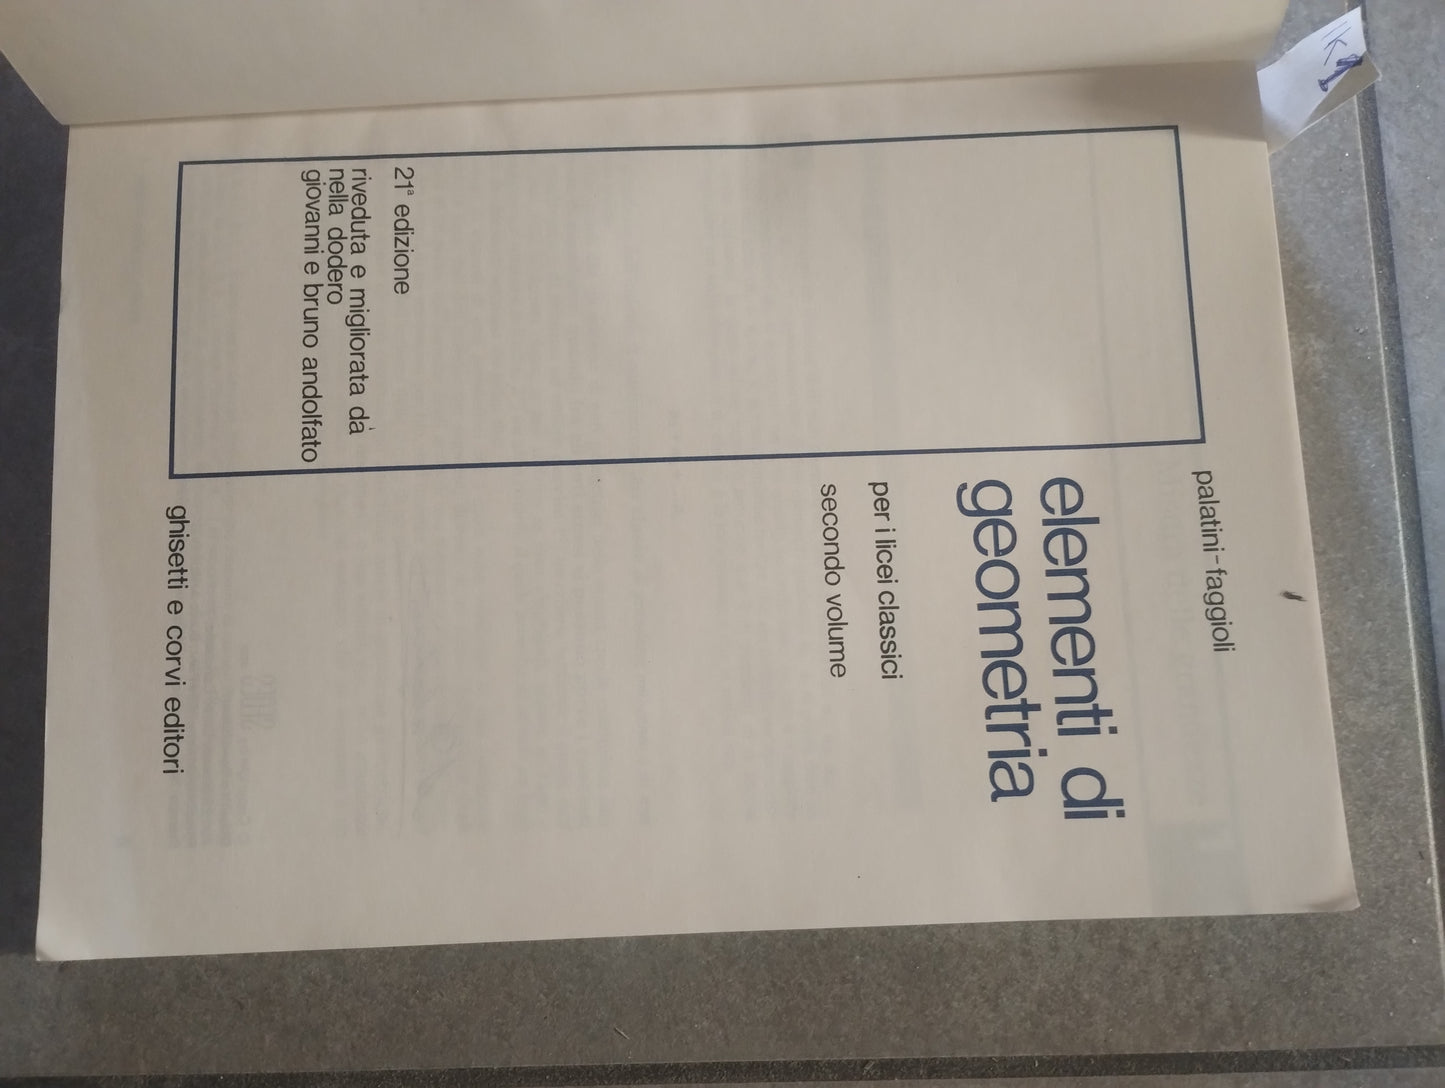 palatini-faggioli
elementi di
geometria
per i licei classici
secondo volume
21ª edizione
riveduta e migliorata da
nella dodero
giovanni e bruno andolfato
ghisetti e corvi editori